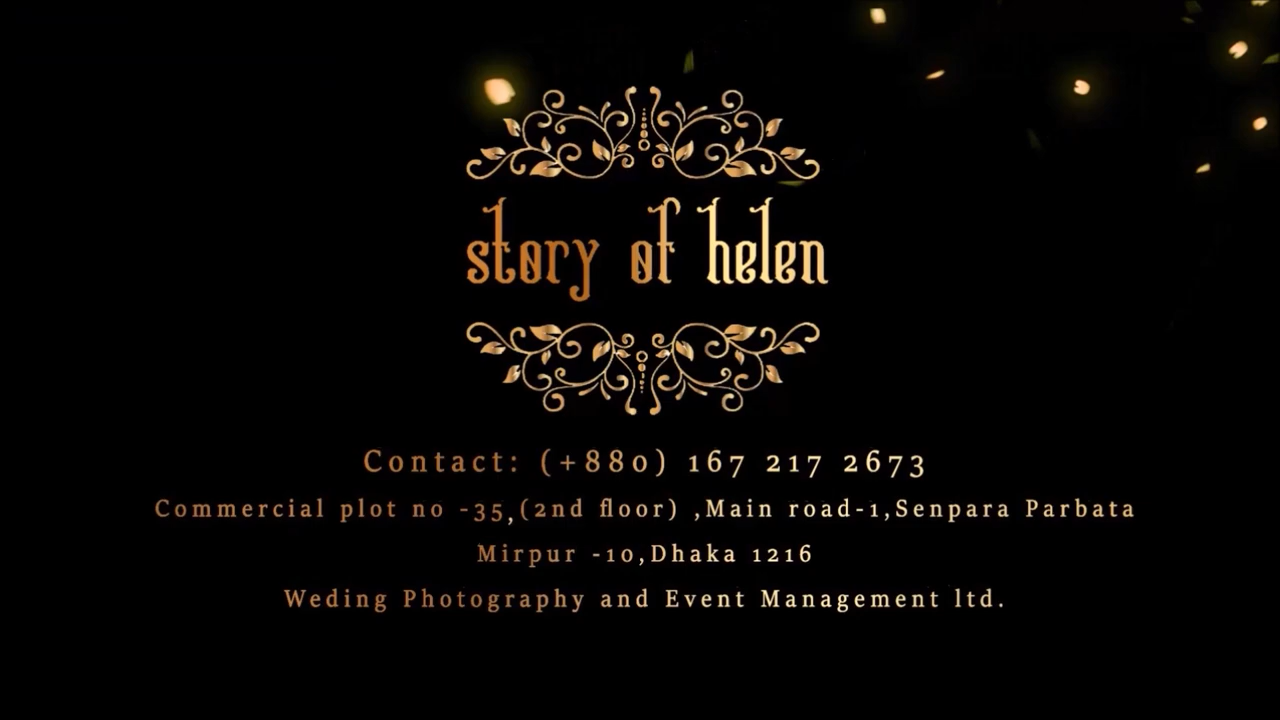 story of helen
Contact: (+880) 167 217 2673
Commercial plot no -35,(2nd floor) ,Main road-1,Senpara Parbata
Mirpur -10,Dhaka 1216
Weding Photography and Event Management ltd.